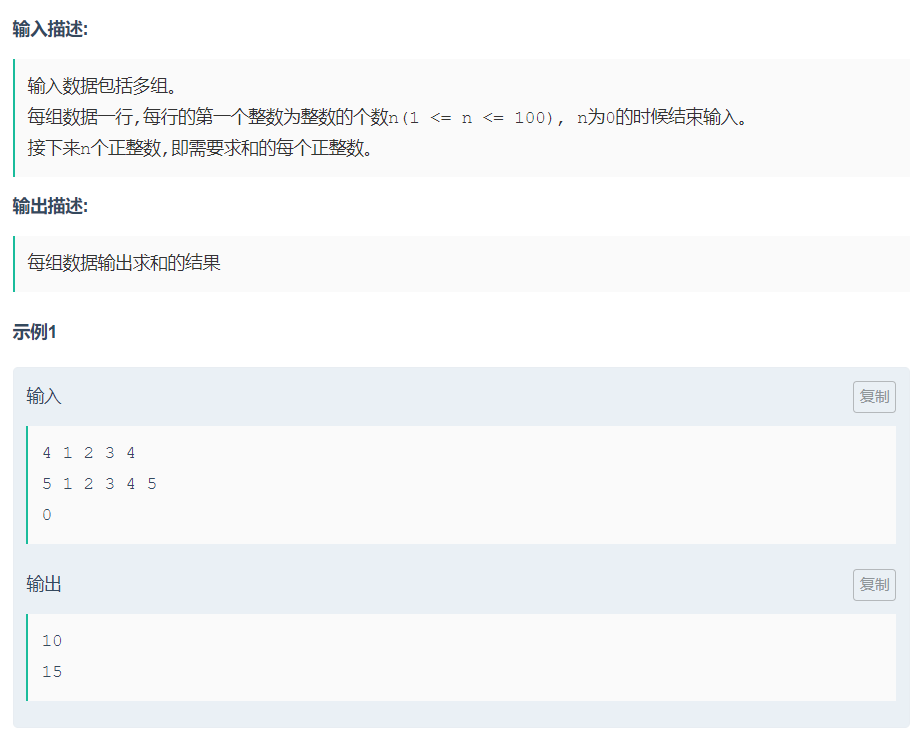 输入描述:
输入数据包括多组。
每组数据一行,每行的第一个整数为整数的个数n(1 <= n <= 100), n为0的时候结束输入。
接下来n个正整数,即需要求和的每个正整数。
输出描述:
每组数据输出求和的结果
示例1
输入
复制
4 1 2 3 4
5 1 2 3 4 5
0
输出
复制
10
15